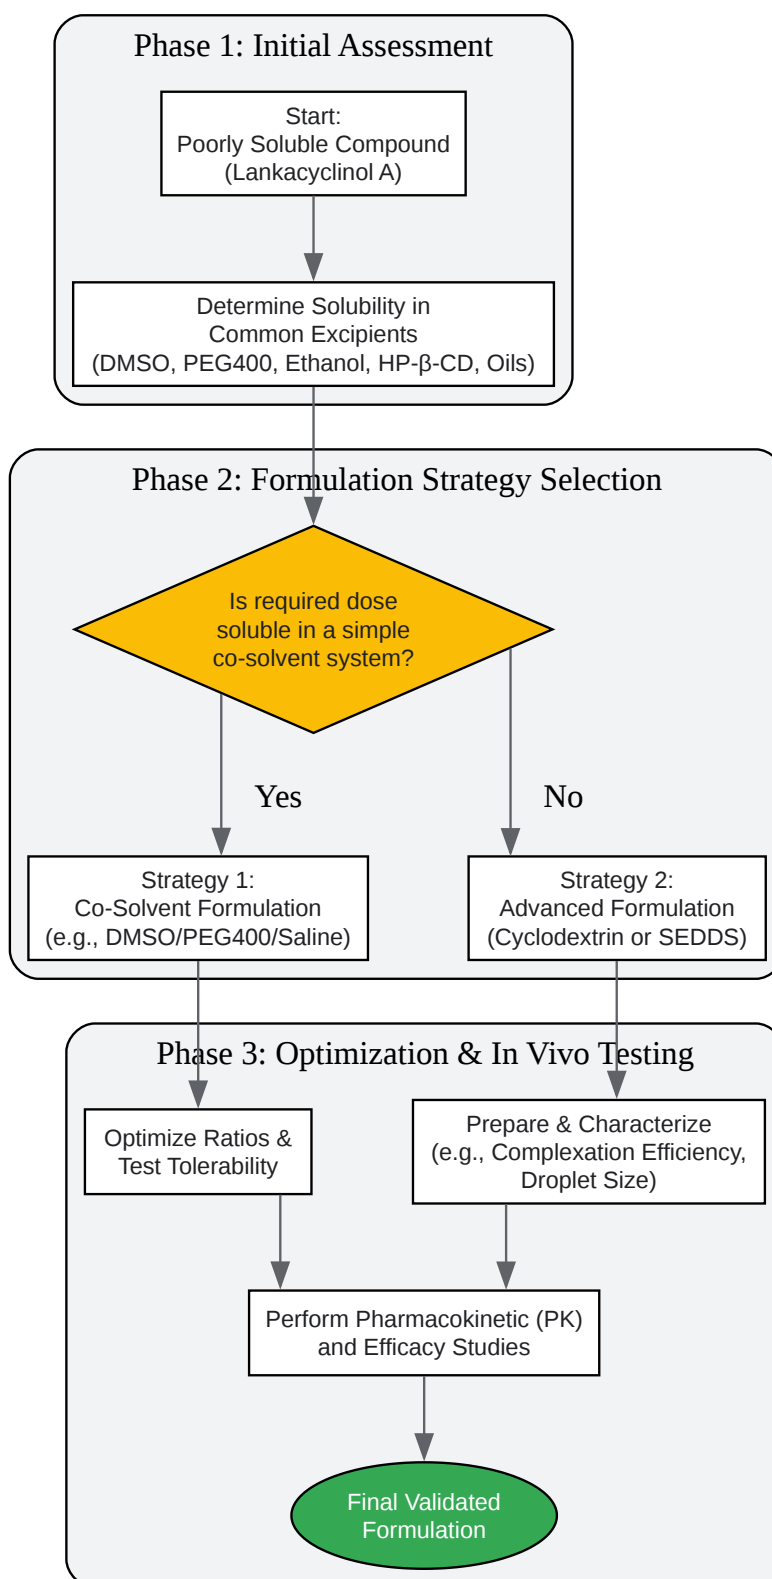 Phase 1: Initial Assessment
Start:
Poorly Soluble Compound
(Lankacyclinol A)
Determine Solubility in
Common Excipients
(DMSO, PEG400, Ethanol, HP-β-CD, Oils)
Phase 2: Formulation Strategy Selection
Is required dose
soluble in a simple
co-solvent system?
Yes
No
Strategy 1:
Co-Solvent Formulation
(e.g., DMSO/PEG400/Saline)
Strategy 2:
Advanced Formulation
(Cyclodextrin or SEDDS)
Phase 3: Optimization & In Vivo Testing
Optimize Ratios &
Test Tolerability
Prepare & Characterize
(e.g., Complexation Efficiency,
Droplet Size)
Perform Pharmacokinetic (PK)
and Efficacy Studies
Final Validated
Formulation